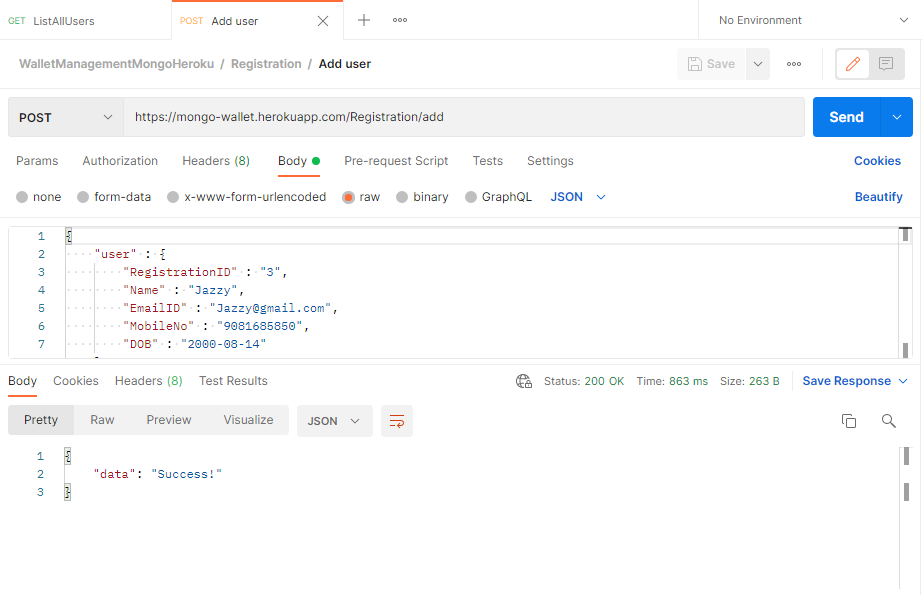 GET ListAllUsers
POST Add user
No Environment
WalletManagementMongoHeroku / Registration / Add user
Save
POST
https://mongo-wallet.herokuapp.com/Registration/add
Send
Params Authorization Headers (8) Body Pre-request Script Tests Settings Cookies
none form-data x-www-form-urlencoded raw binary GraphQL JSON Beautify
1 {
2 "user" : {
3 "RegistrationID" : "3",
4 "Name" : "Jazzy",
5 "EmailID" : "Jazzy@gmail.com",
6 "MobileNo" : "9081685850",
7 "DOB" : "2000-08-14"
Body Cookies Headers (8) Test Results Status: 200 OK Time: 863 ms Size: 263 B Save Response
Pretty Raw Preview Visualize JSON
1 {
2 "data": "Success!"
3 }